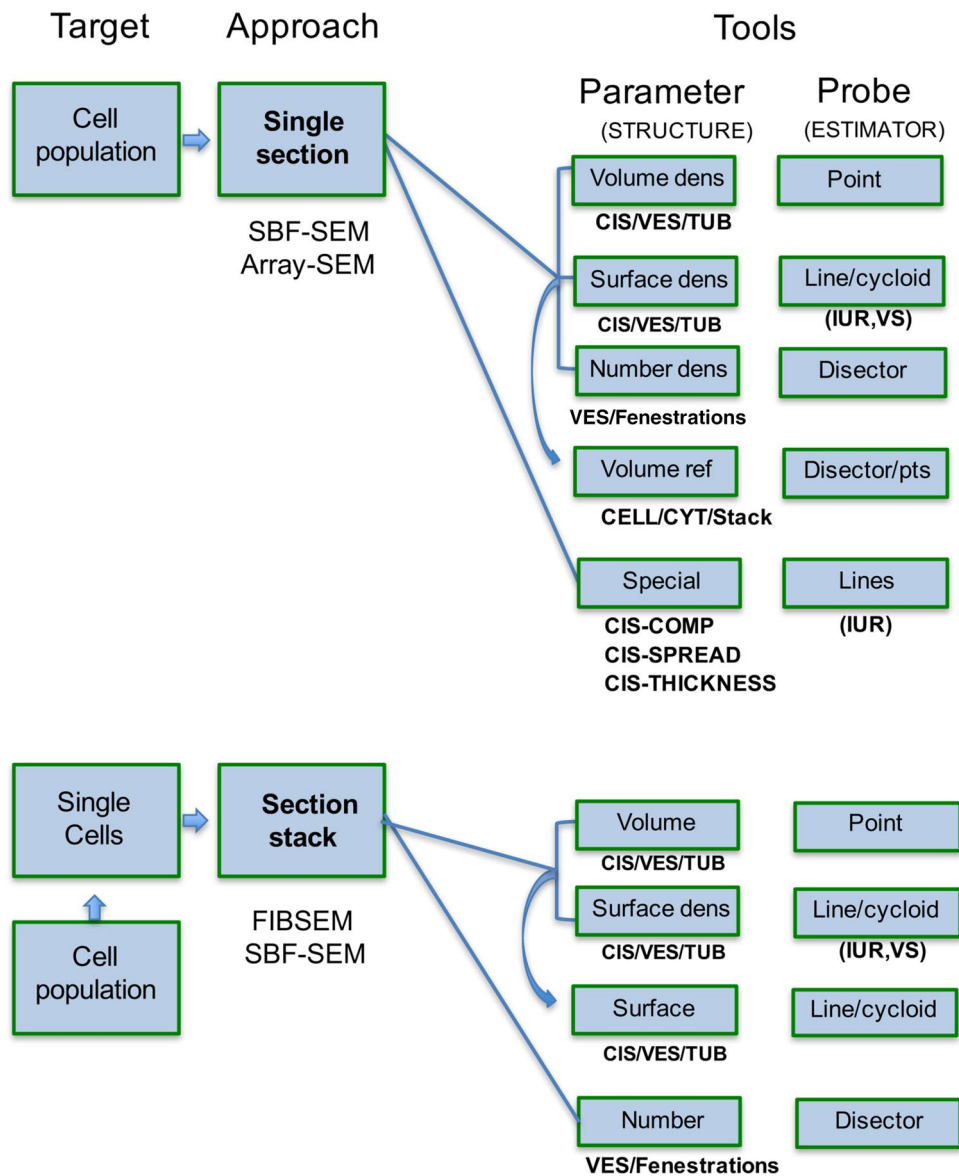 Target
Approach
Tools
Parameter
(STRUCTURE)
Probe
(ESTIMATOR)
Cell
population
Single
section
SBF-SEM
Array-SEM
Volume dens
CIS/VES/TUB
Point
Surface dens
CIS/VES/TUB
Line/cycloid
(IUR,VS)
Number dens
VES/Fenestrations
Disector
Volume ref
CELL/CYT/Stack
Disector/pts
Special
CIS-COMP
CIS-SPREAD
CIS-THICKNESS
Lines
(IUR)
Single
Cells
Cell
population
Section
stack
FIBSEM
SBF-SEM
Volume
CIS/VES/TUB
Point
Surface dens
CIS/VES/TUB
Line/cycloid
(IUR,VS)
Surface
CIS/VES/TUB
Line/cycloid
Number
VES/Fenestrations
Disector